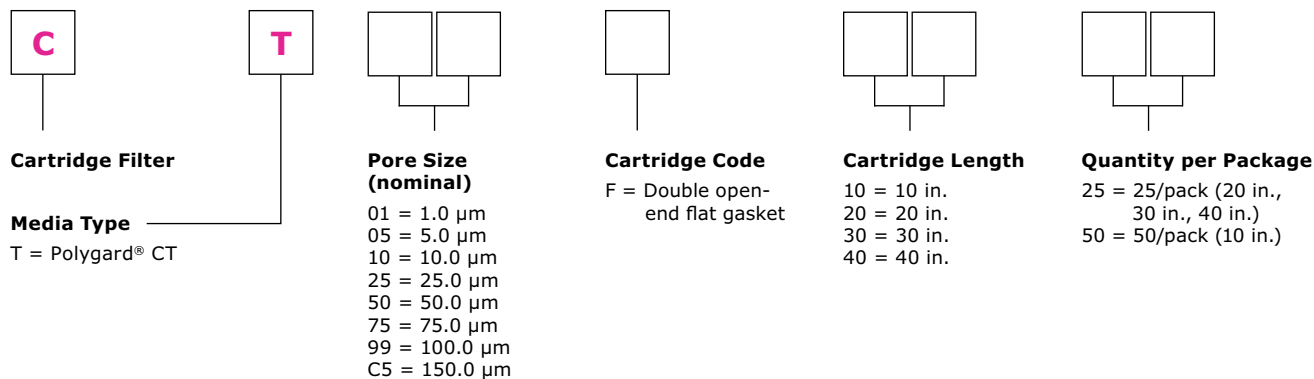 C
T
Cartridge Filter
Media Type
T = Polygard® CT
Pore Size
(nominal)
01 = 1.0 µm
05 = 5.0 µm
10 = 10.0 µm
25 = 25.0 µm
50 = 50.0 µm
75 = 75.0 µm
99 = 100.0 µm
C5 = 150.0 µm
Cartridge Code
F = Double open-
end flat gasket
Cartridge Length
10 = 10 in.
20 = 20 in.
30 = 30 in.
40 = 40 in.
Quantity per Package
25 = 25/pack (20 in.,
30 in., 40 in.)
50 = 50/pack (10 in.)